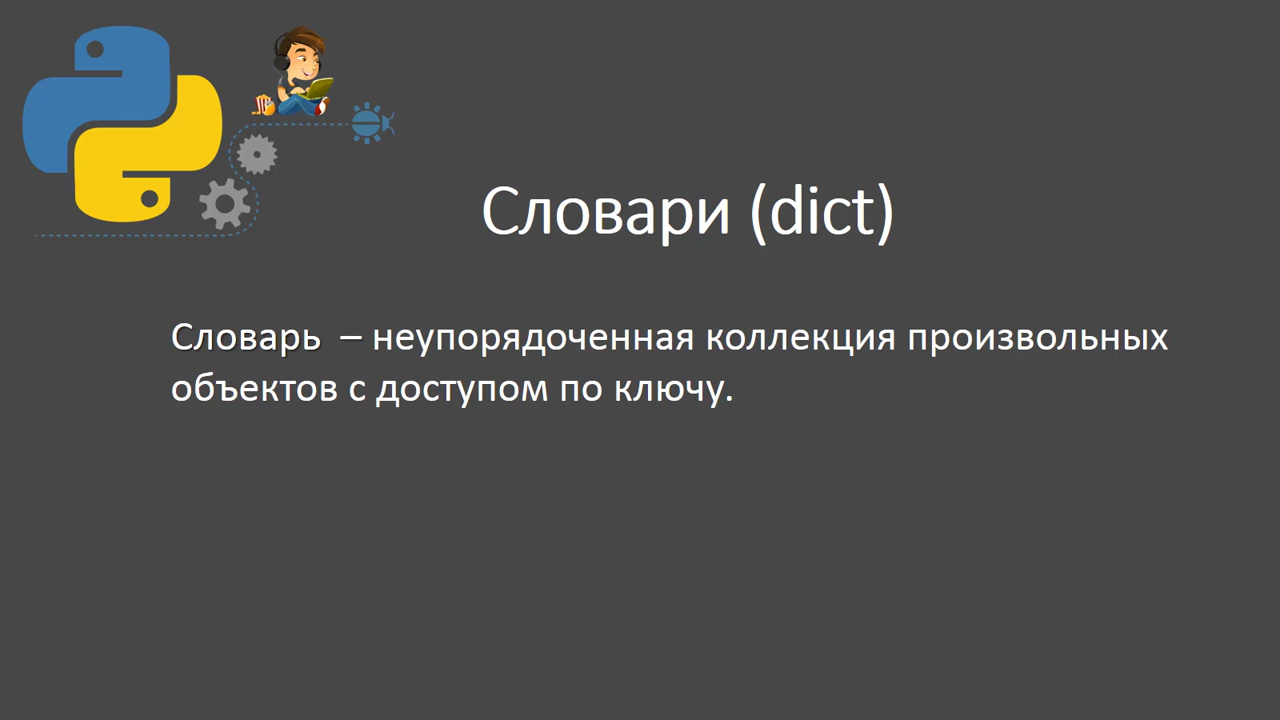 Словари (dict)
Словарь – неупорядоченная коллекция произвольных
объектов с доступом по ключу.